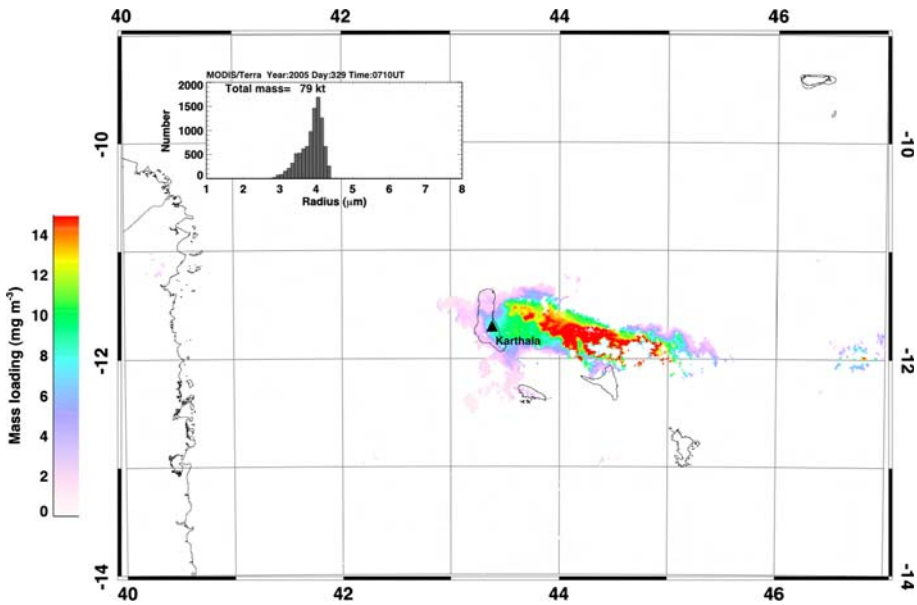 40 42 44 46
MODIS/Terra Year:2005 Day:329 Time:0710UT
Total mass= 79 kt
2000
1500
1000
500
0
Number
1 2 3 4 5 6 7 8
Radius (μm)
-10 -10
14
12
10
8
6
4
2
0
Mass loading (mg m⁻³)
Karthala
-12 -12
-14 -14
40 42 44 46